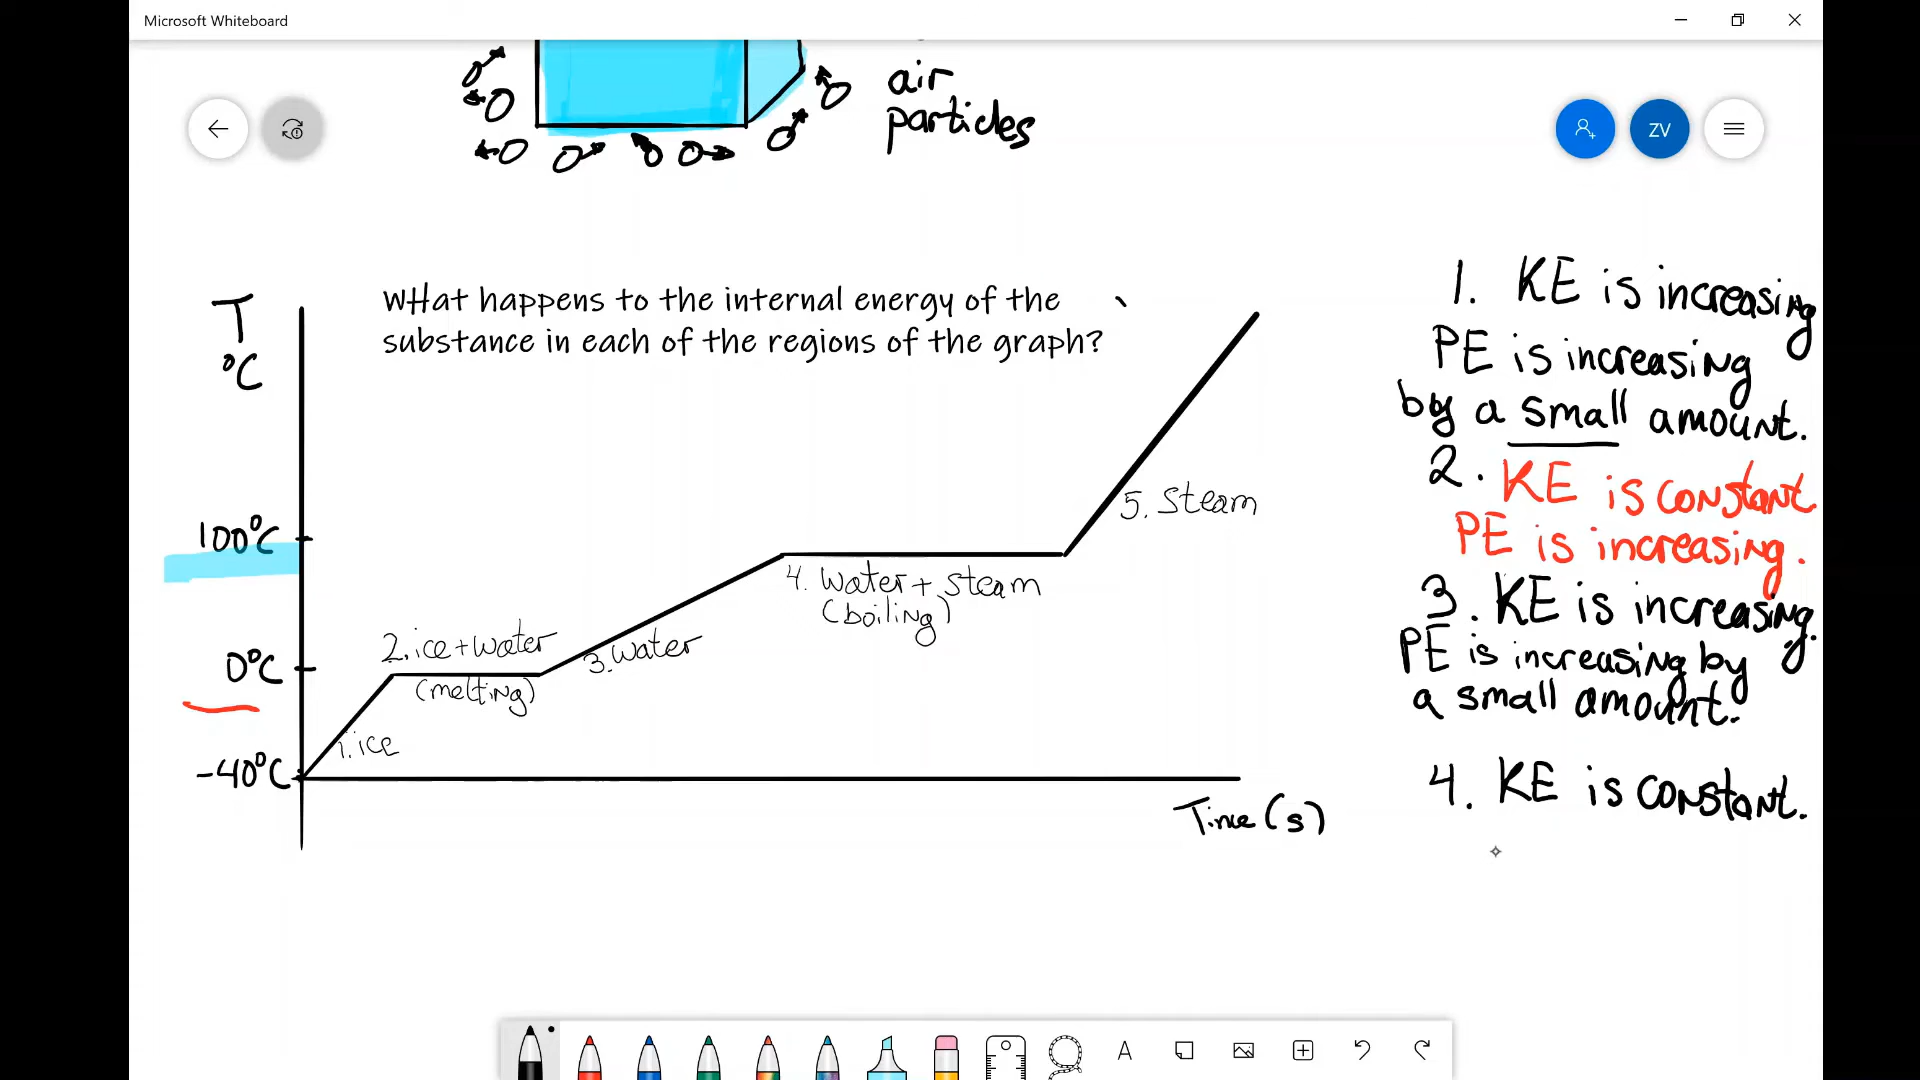 Microsoft Whiteboard
air
particles
ZV
T
°C
WHat happens to the internal energy of the
substance in each of the regions of the graph?
100°C
0°C
-40°C
1. ice
2. ice + water
(melting)
3. water
4. water + steam
(boiling)
5. steam
Time (s)
1. KE is increasing
PE is increasing
by a small amount.
2. KE is constant.
PE is increasing.
3. KE is increasing.
PE is increasing by
a small amount.
4. KE is constant.
A